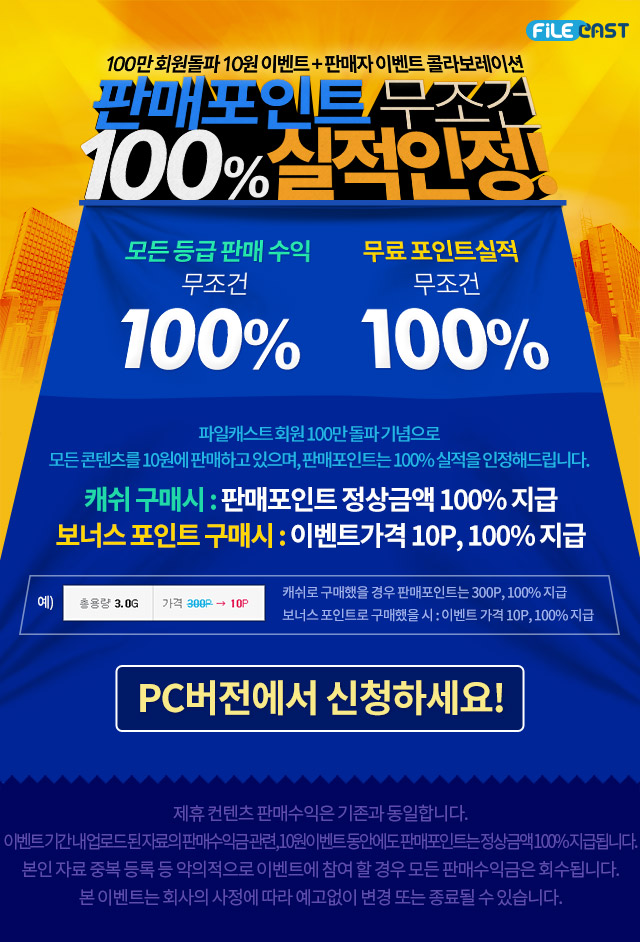 FiLECAST
100만 회원돌파 10원 이벤트 + 판매자 이벤트 콜라보레이션
판매포인트 무조건
100% 실적인정!
모든 등급 판매 수익 무료 포인트실적
무조건 무조건
100% 100%
파일캐스트 회원 100만 돌파 기념으로
모든 콘텐츠를 10원에 판매하고 있으며, 판매포인트는 100% 실적을 인정해드립니다.
캐쉬 구매시 : 판매포인트 정상금액 100% 지급
보너스 포인트 구매시 : 이벤트가격 10P, 100% 지급
예) 총용량 3.0G 가격 300P → 10P
캐쉬로 구매했을 경우 판매포인트는 300P, 100% 지급
보너스 포인트로 구매했을 시 : 이벤트 가격 10P, 100% 지급
PC버전에서 신청하세요!
제휴 컨텐츠 판매수익은 기존과 동일합니다.
이벤트 기간 내 업로드 된 자료의 판매수익금 관련, 10원이벤트 동안에도 판매포인트는 정상금액 100% 지급됩니다.
본인 자료 중복 등록 등 악의적으로 이벤트에 참여 할 경우 모든 판매수익금은 회수됩니다.
본 이벤트는 회사의 사정에 따라 예고없이 변경 또는 종료될 수 있습니다.